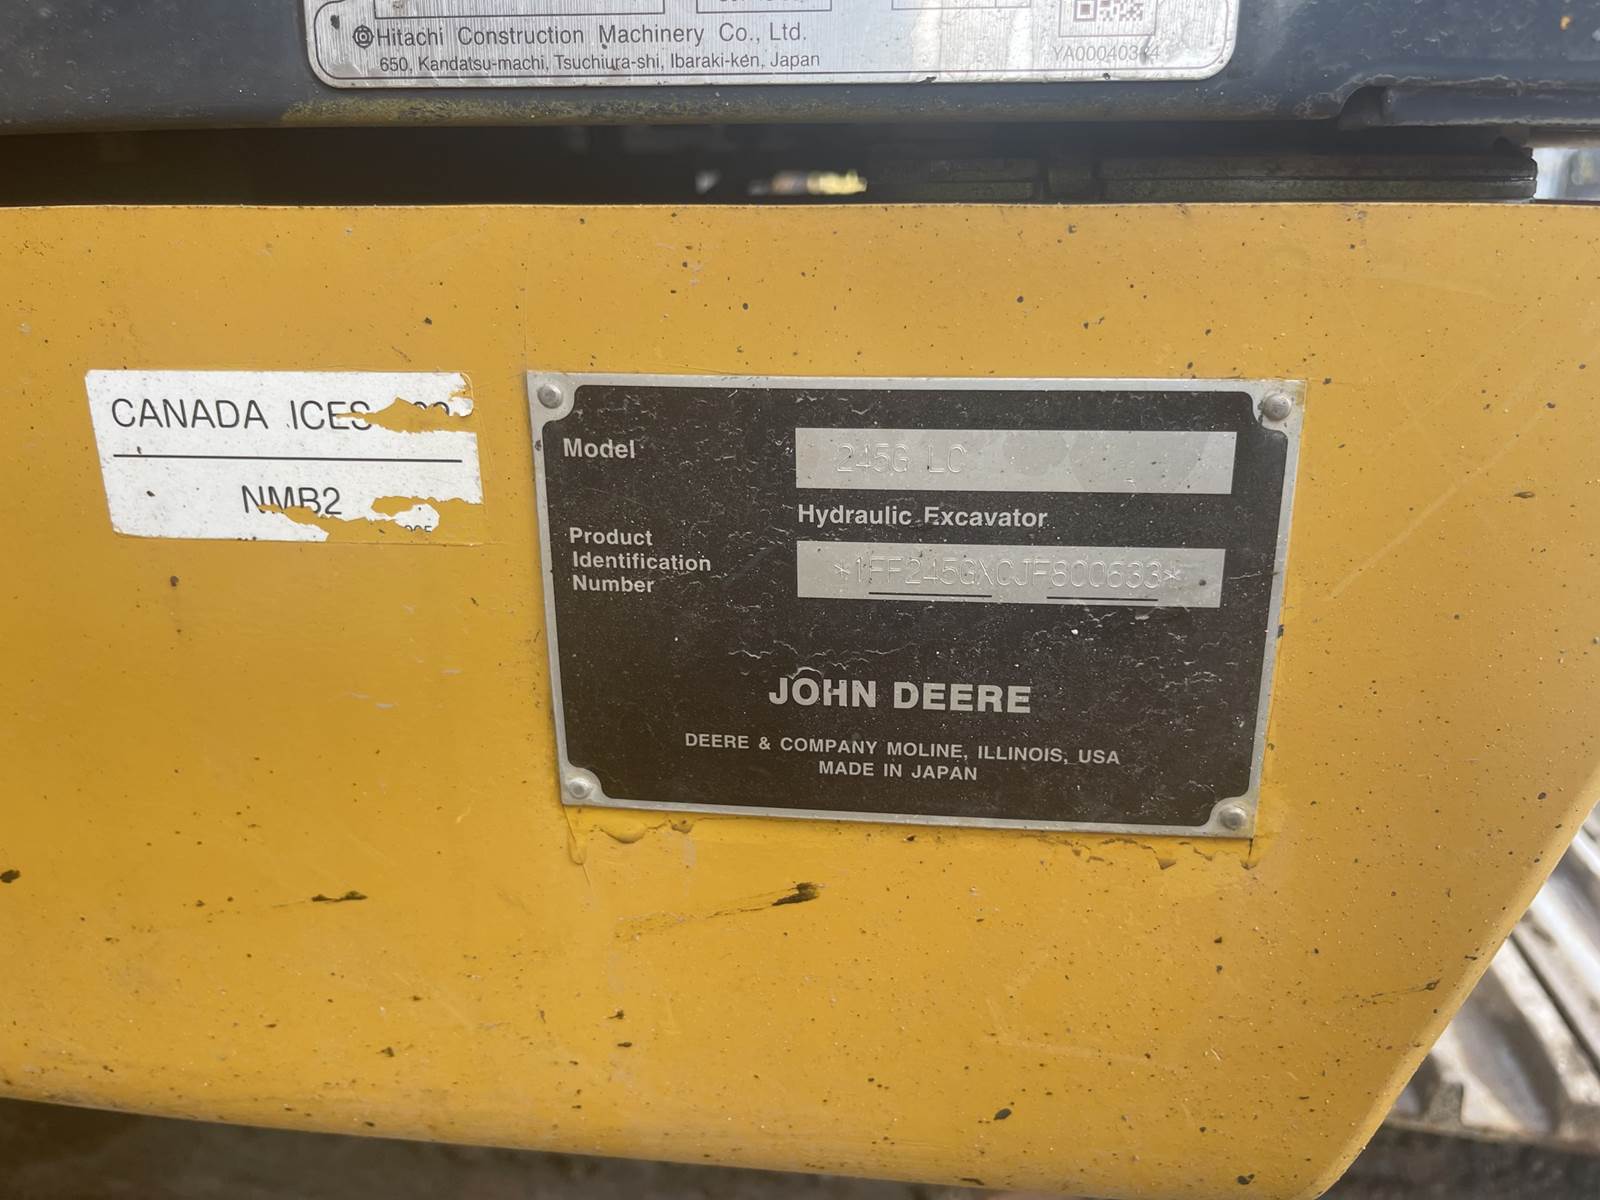 Hitachi Construction Machinery Co., Ltd.
650, Kandatsu-machi, Tsuchiura-shi, Ibaraki-ken, Japan
CANADA ICES
NMB2
Model
245G LC
Hydraulic Excavator
Product
Identification
Number
*1FF245GXCJF800633*
JOHN DEERE
DEERE & COMPANY MOLINE, ILLINOIS, USA
MADE IN JAPAN